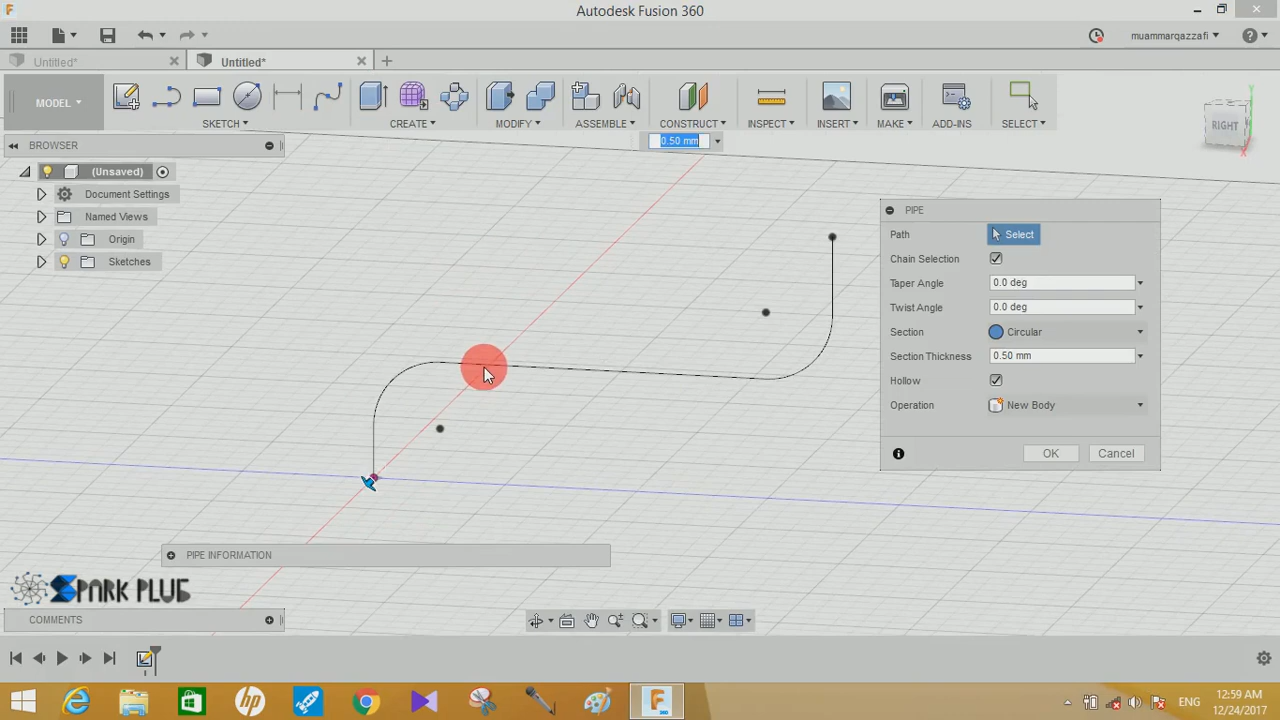 Autodesk Fusion 360
muammarqazzafi
Untitled*
Untitled*
MODEL
SKETCH
CREATE
MODIFY
ASSEMBLE
CONSTRUCT
INSPECT
INSERT
MAKE
ADD-INS
SELECT
RIGHT
Y
X
0.50 mm
BROWSER
(Unsaved)
Document Settings
Named Views
Origin
Sketches
PIPE
Path Select
Chain Selection
Taper Angle 0.0 deg
Twist Angle 0.0 deg
Section Circular
Section Thickness 0.50 mm
Hollow
Operation New Body
OK Cancel
PIPE INFORMATION
SPARK PLUG
COMMENTS
ENG
12:59 AM
12/24/2017
hp
360